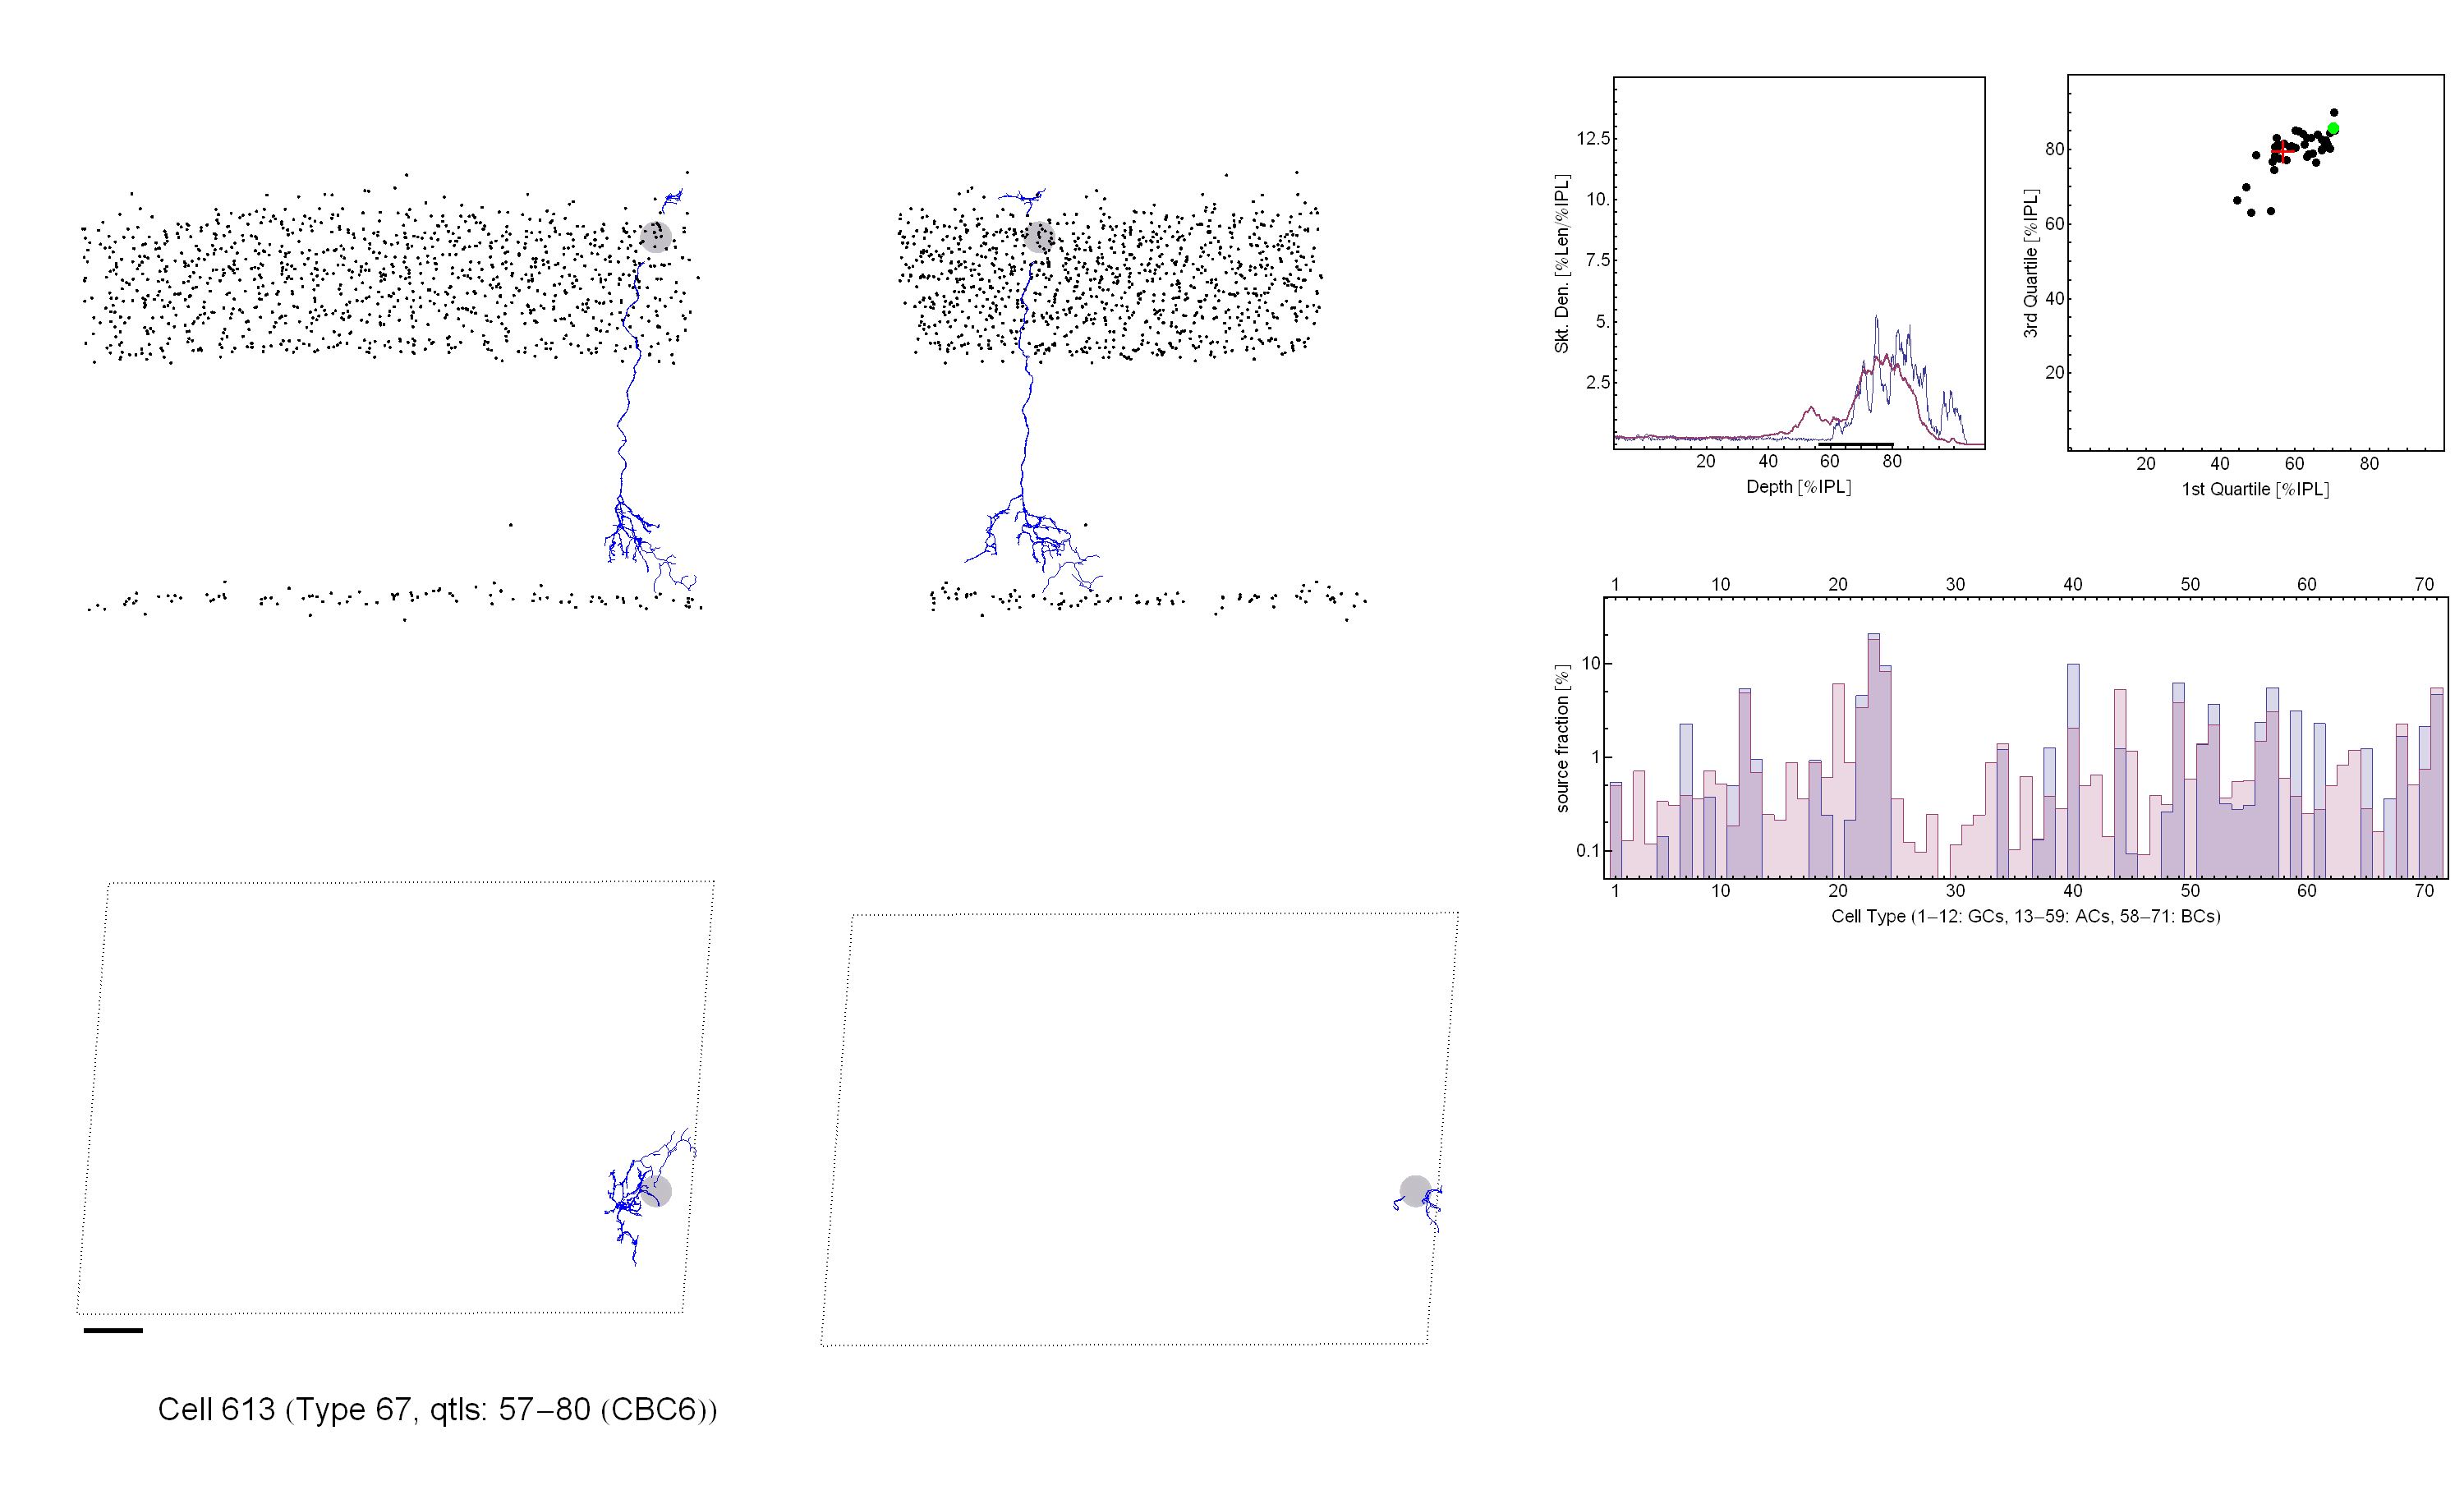 12.5
10.
7.5
5.
2.5
Skt. Den. [%Len/%IPL]
20 40 60 80
Depth [%IPL]
80
60
40
20
3rd Quartile [%IPL]
20 40 60 80
1st Quartile [%IPL]
1 10 20 30 40 50 60 70
10
1
0.1
source fraction [%]
1 10 20 30 40 50 60 70
Cell Type (1−12: GCs, 13−59: ACs, 58−71: BCs)
Cell 613 (Type 67, qtls: 57−80 (CBC6))